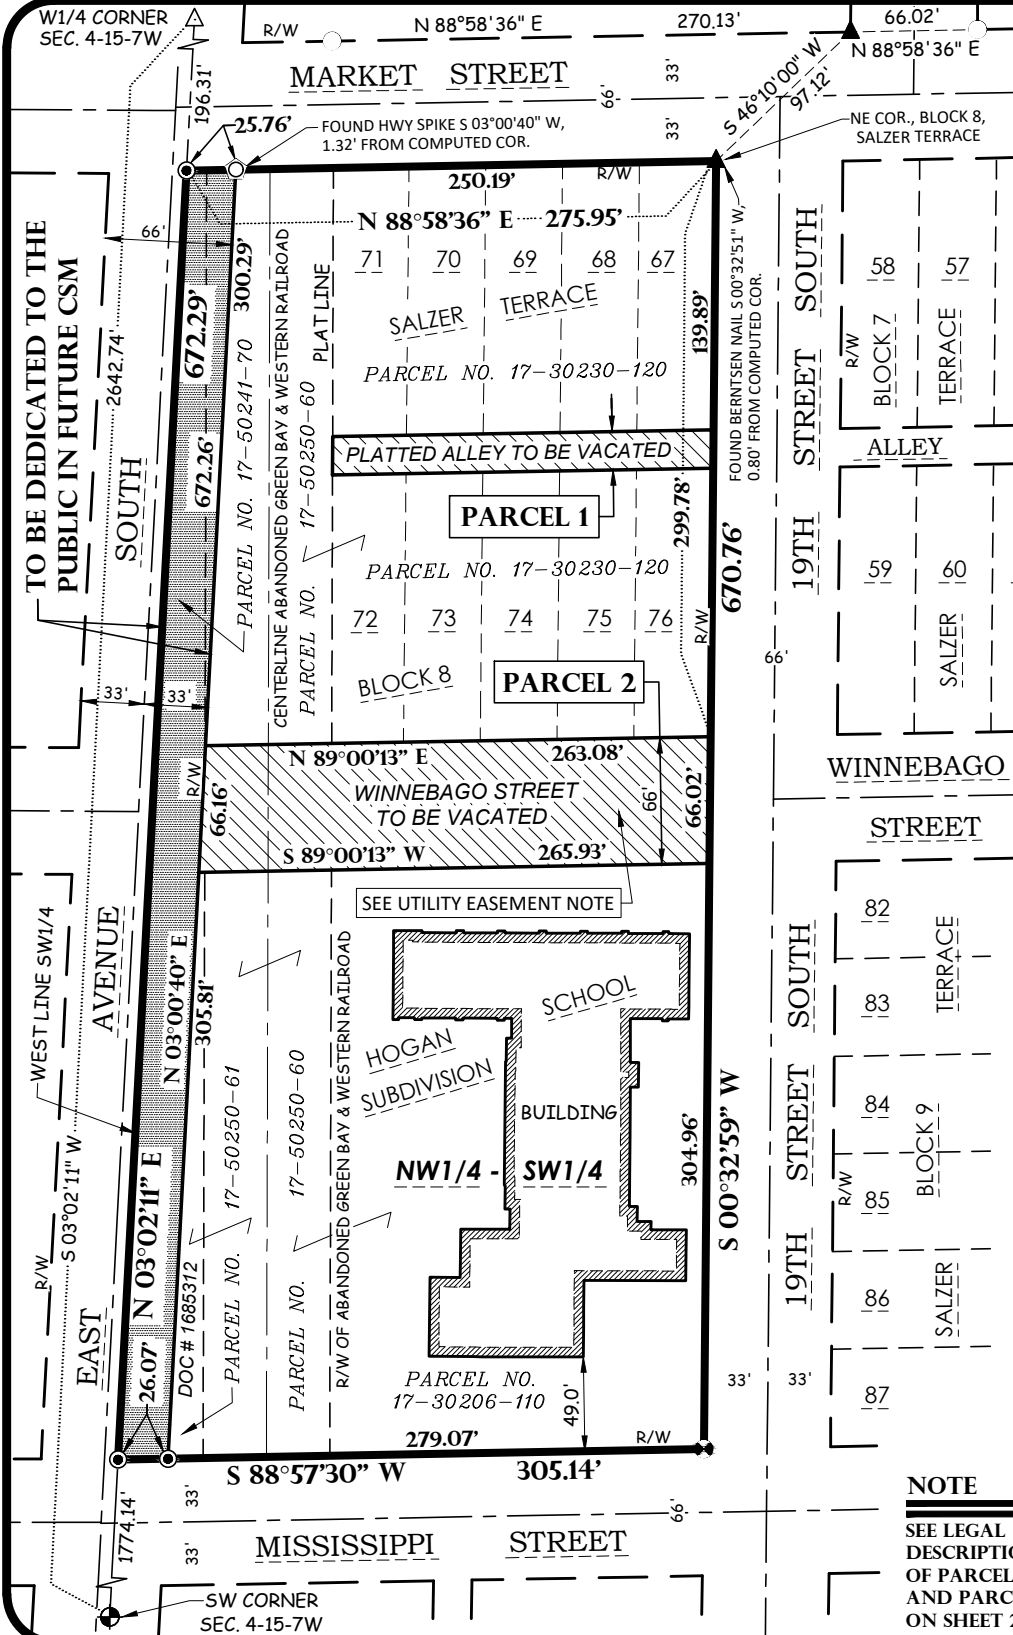 W1/4 CORNER
SEC. 4-15-7W
R/W
N 88°58'36" E
270.13'
66.02'
N 88°58'36" E
196.31'
MARKET STREET
33'
66'
33'
S 46°10'00" W
97.12'
25.76'
FOUND HWY SPIKE S 03°00'40" W,
1.32' FROM COMPUTED COR.
NE COR., BLOCK 8,
SALZER TERRACE
250.19'
R/W
N 88°58'36" E
275.95'
66'
TO BE DEDICATED TO THE
PUBLIC IN FUTURE CSM
2642.74'
672.29'
672.26'
300.29'
PARCEL NO. 17-50241-70
CENTERLINE ABANDONED GREEN BAY & WESTERN RAILROAD
PARCEL NO. 17-50250-60
PLAT LINE
71
70
69
68
67
SALZER TERRACE
PARCEL NO. 17-30230-120
139.89'
FOUND BERNTSEN NAIL S 00°32'51" W,
0.80' FROM COMPUTED COR.
19TH STREET SOUTH
58
57
R/W
BLOCK 7
TERRACE
ALLEY
PLATTED ALLEY TO BE VACATED
PARCEL 1
299.78'
670.76'
SOUTH
PARCEL NO. 17-30230-120
72
73
74
75
76
R/W
59
60
SALZER
BLOCK 8
PARCEL 2
66'
33'
33'
R/W
N 89°00'13" E
263.08'
WINNEBAGO STREET
TO BE VACATED
66.16'
66'
66.02'
S 89°00'13" W
265.93'
WINNEBAGO
STREET
SEE UTILITY EASEMENT NOTE
WEST LINE SW1/4
AVENUE
N 03°00'40" E
305.81'
R/W OF ABANDONED GREEN BAY & WESTERN RAILROAD
HOGAN SCHOOL
SUBDIVISION
BUILDING
NW1/4 - SW1/4
304.96'
S 00°32'59" W
19TH STREET SOUTH
82
83
84
85
86
87
TERRACE
BLOCK 9
R/W
SALZER
S 03°02'11" W
R/W
N 03°02'11" E
26.07'
DOC # 1685312
PARCEL NO. 17-50250-61
PARCEL NO. 17-50250-60
EAST
PARCEL NO.
17-30206-110
49.0'
33'
33'
279.07'
R/W
S 88°57'30" W
305.14'
1774.14'
33'
33'
66'
MISSISSIPPI STREET
SW CORNER
SEC. 4-15-7W
NOTE
SEE LEGAL
DESCRIPTIO
OF PARCEL
AND PARC
ON SHEET 2